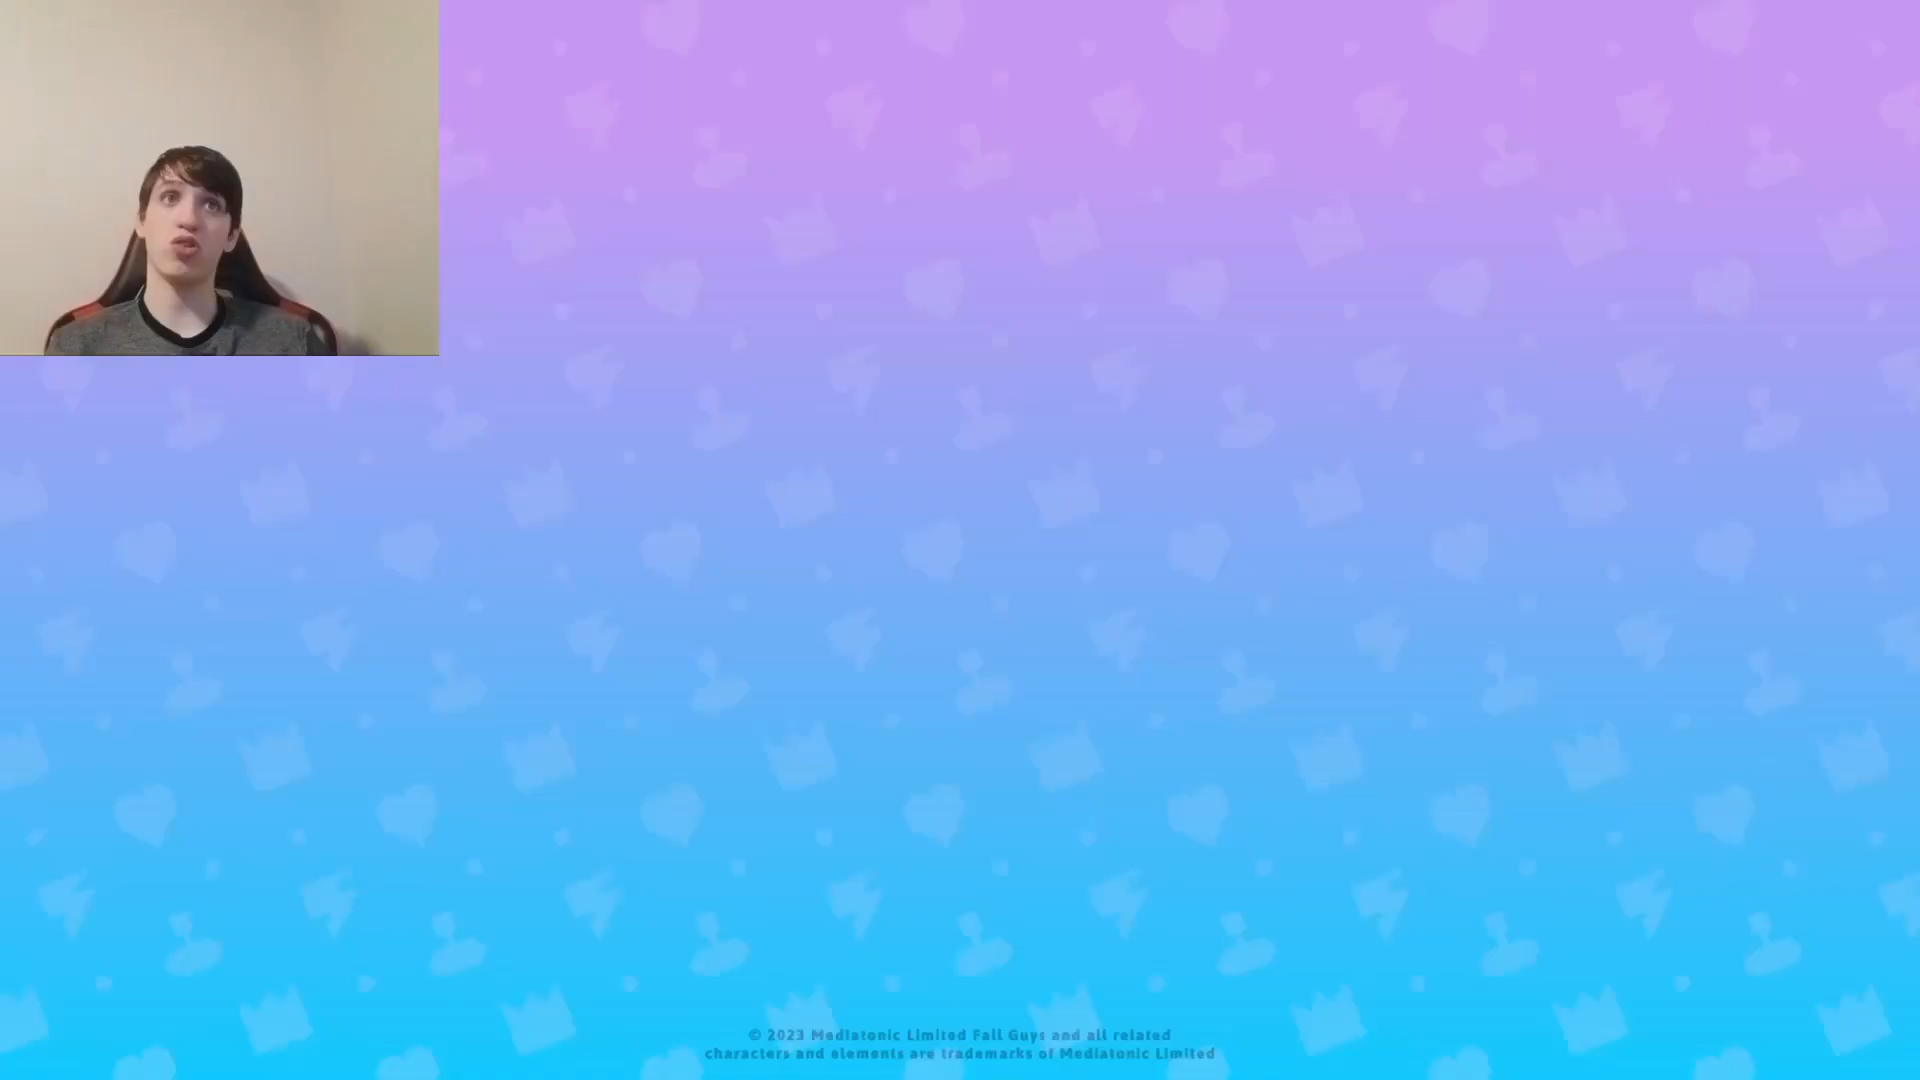 © 2023 Mediatonic Limited Fall Guys and all related
characters and elements are trademarks of Mediatonic Limited